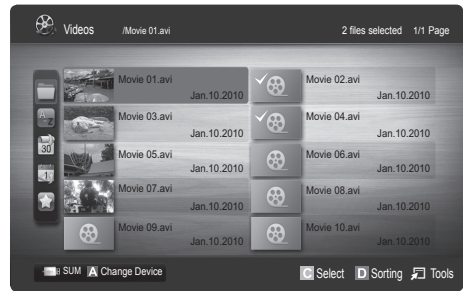 Videos /Movie 01.avi 2 files selected 1/1 Page
Movie 01.avi Movie 02.avi
Jan.10.2010 Jan.10.2010
Movie 03.avi Movie 04.avi
Jan.10.2010 Jan.10.2010
Movie 05.avi Movie 06.avi
Jan.10.2010 Jan.10.2010
Movie 07.avi Movie 08.avi
Jan.10.2010 Jan.10.2010
Movie 09.avi Movie 10.avi
Jan.10.2010 Jan.10.2010
A
Z
30
SUM A Change Device C Select D Sorting Tools